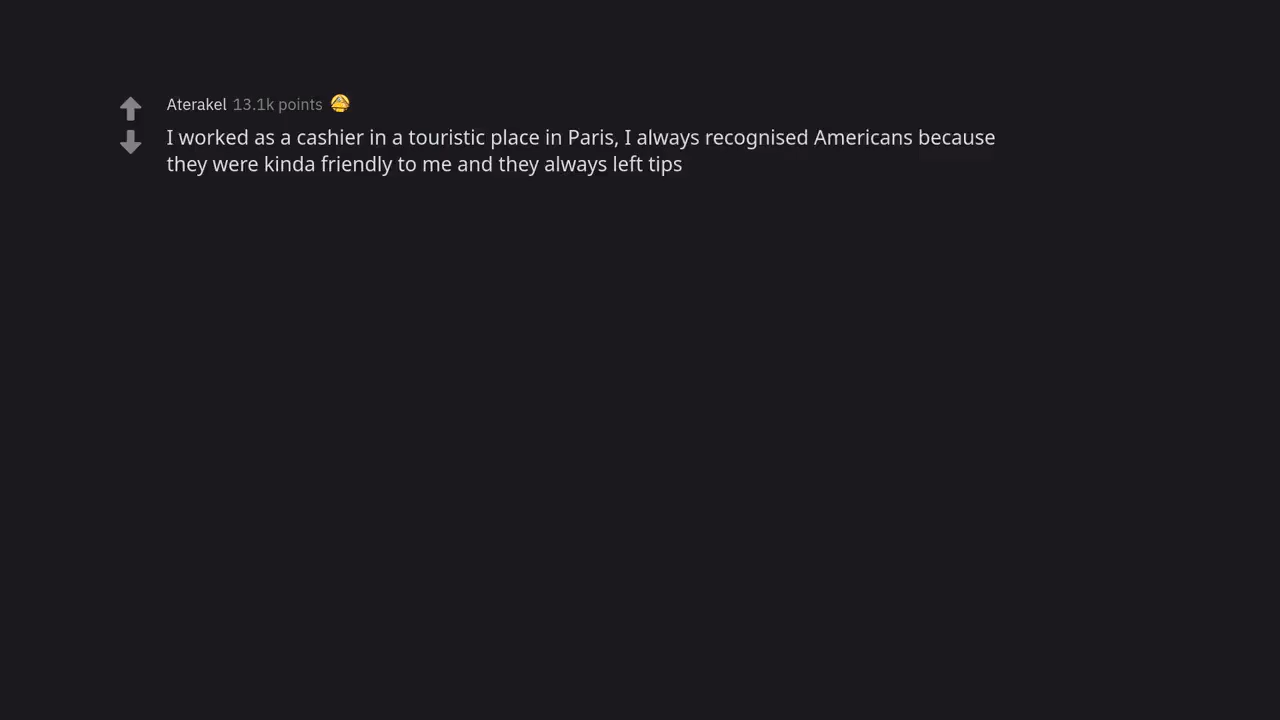 Aterakel 13.1k points
I worked as a cashier in a touristic place in Paris, I always recognised Americans because
they were kinda friendly to me and they always left tips